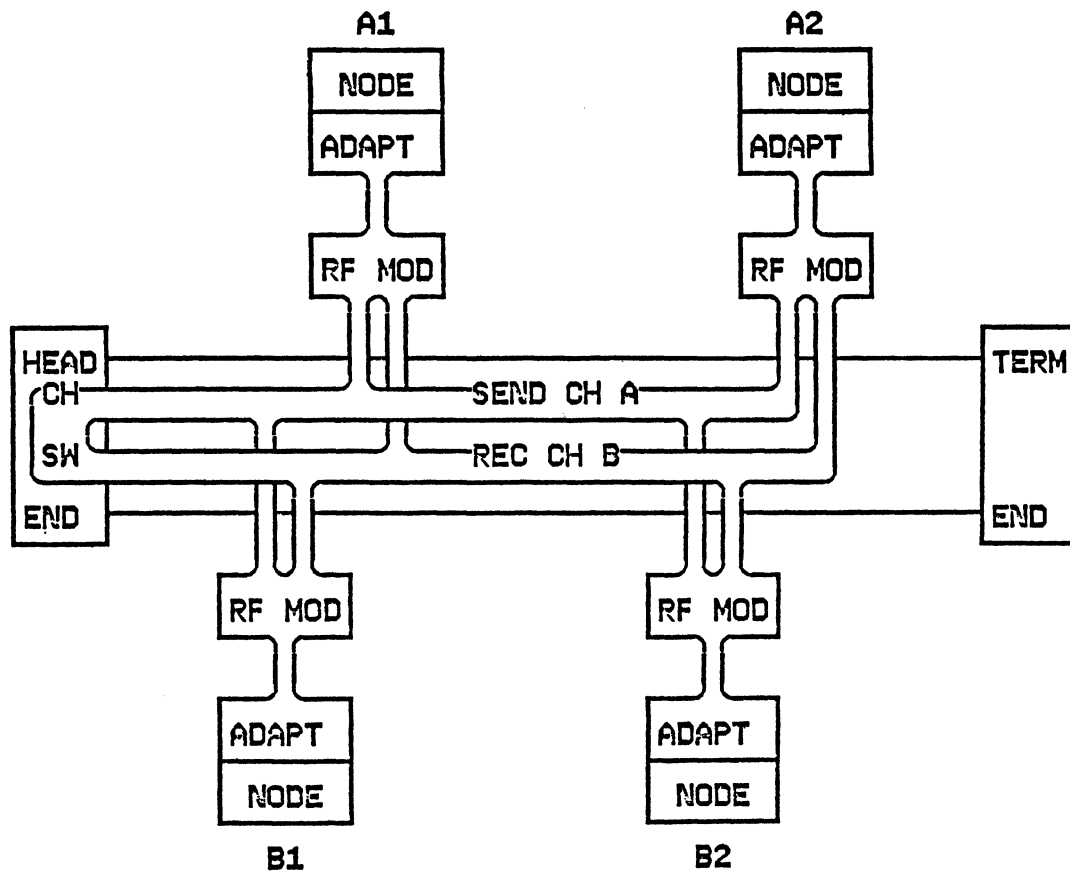 A1
A2
NODE
NODE
ADAPT
ADAPT
RF MOD
RF MOD
HEAD
TERM
CH
SEND CH A
SW
REC CH B
END
END
RF MOD
RF MOD
ADAPT
ADAPT
NODE
NODE
B1
B2